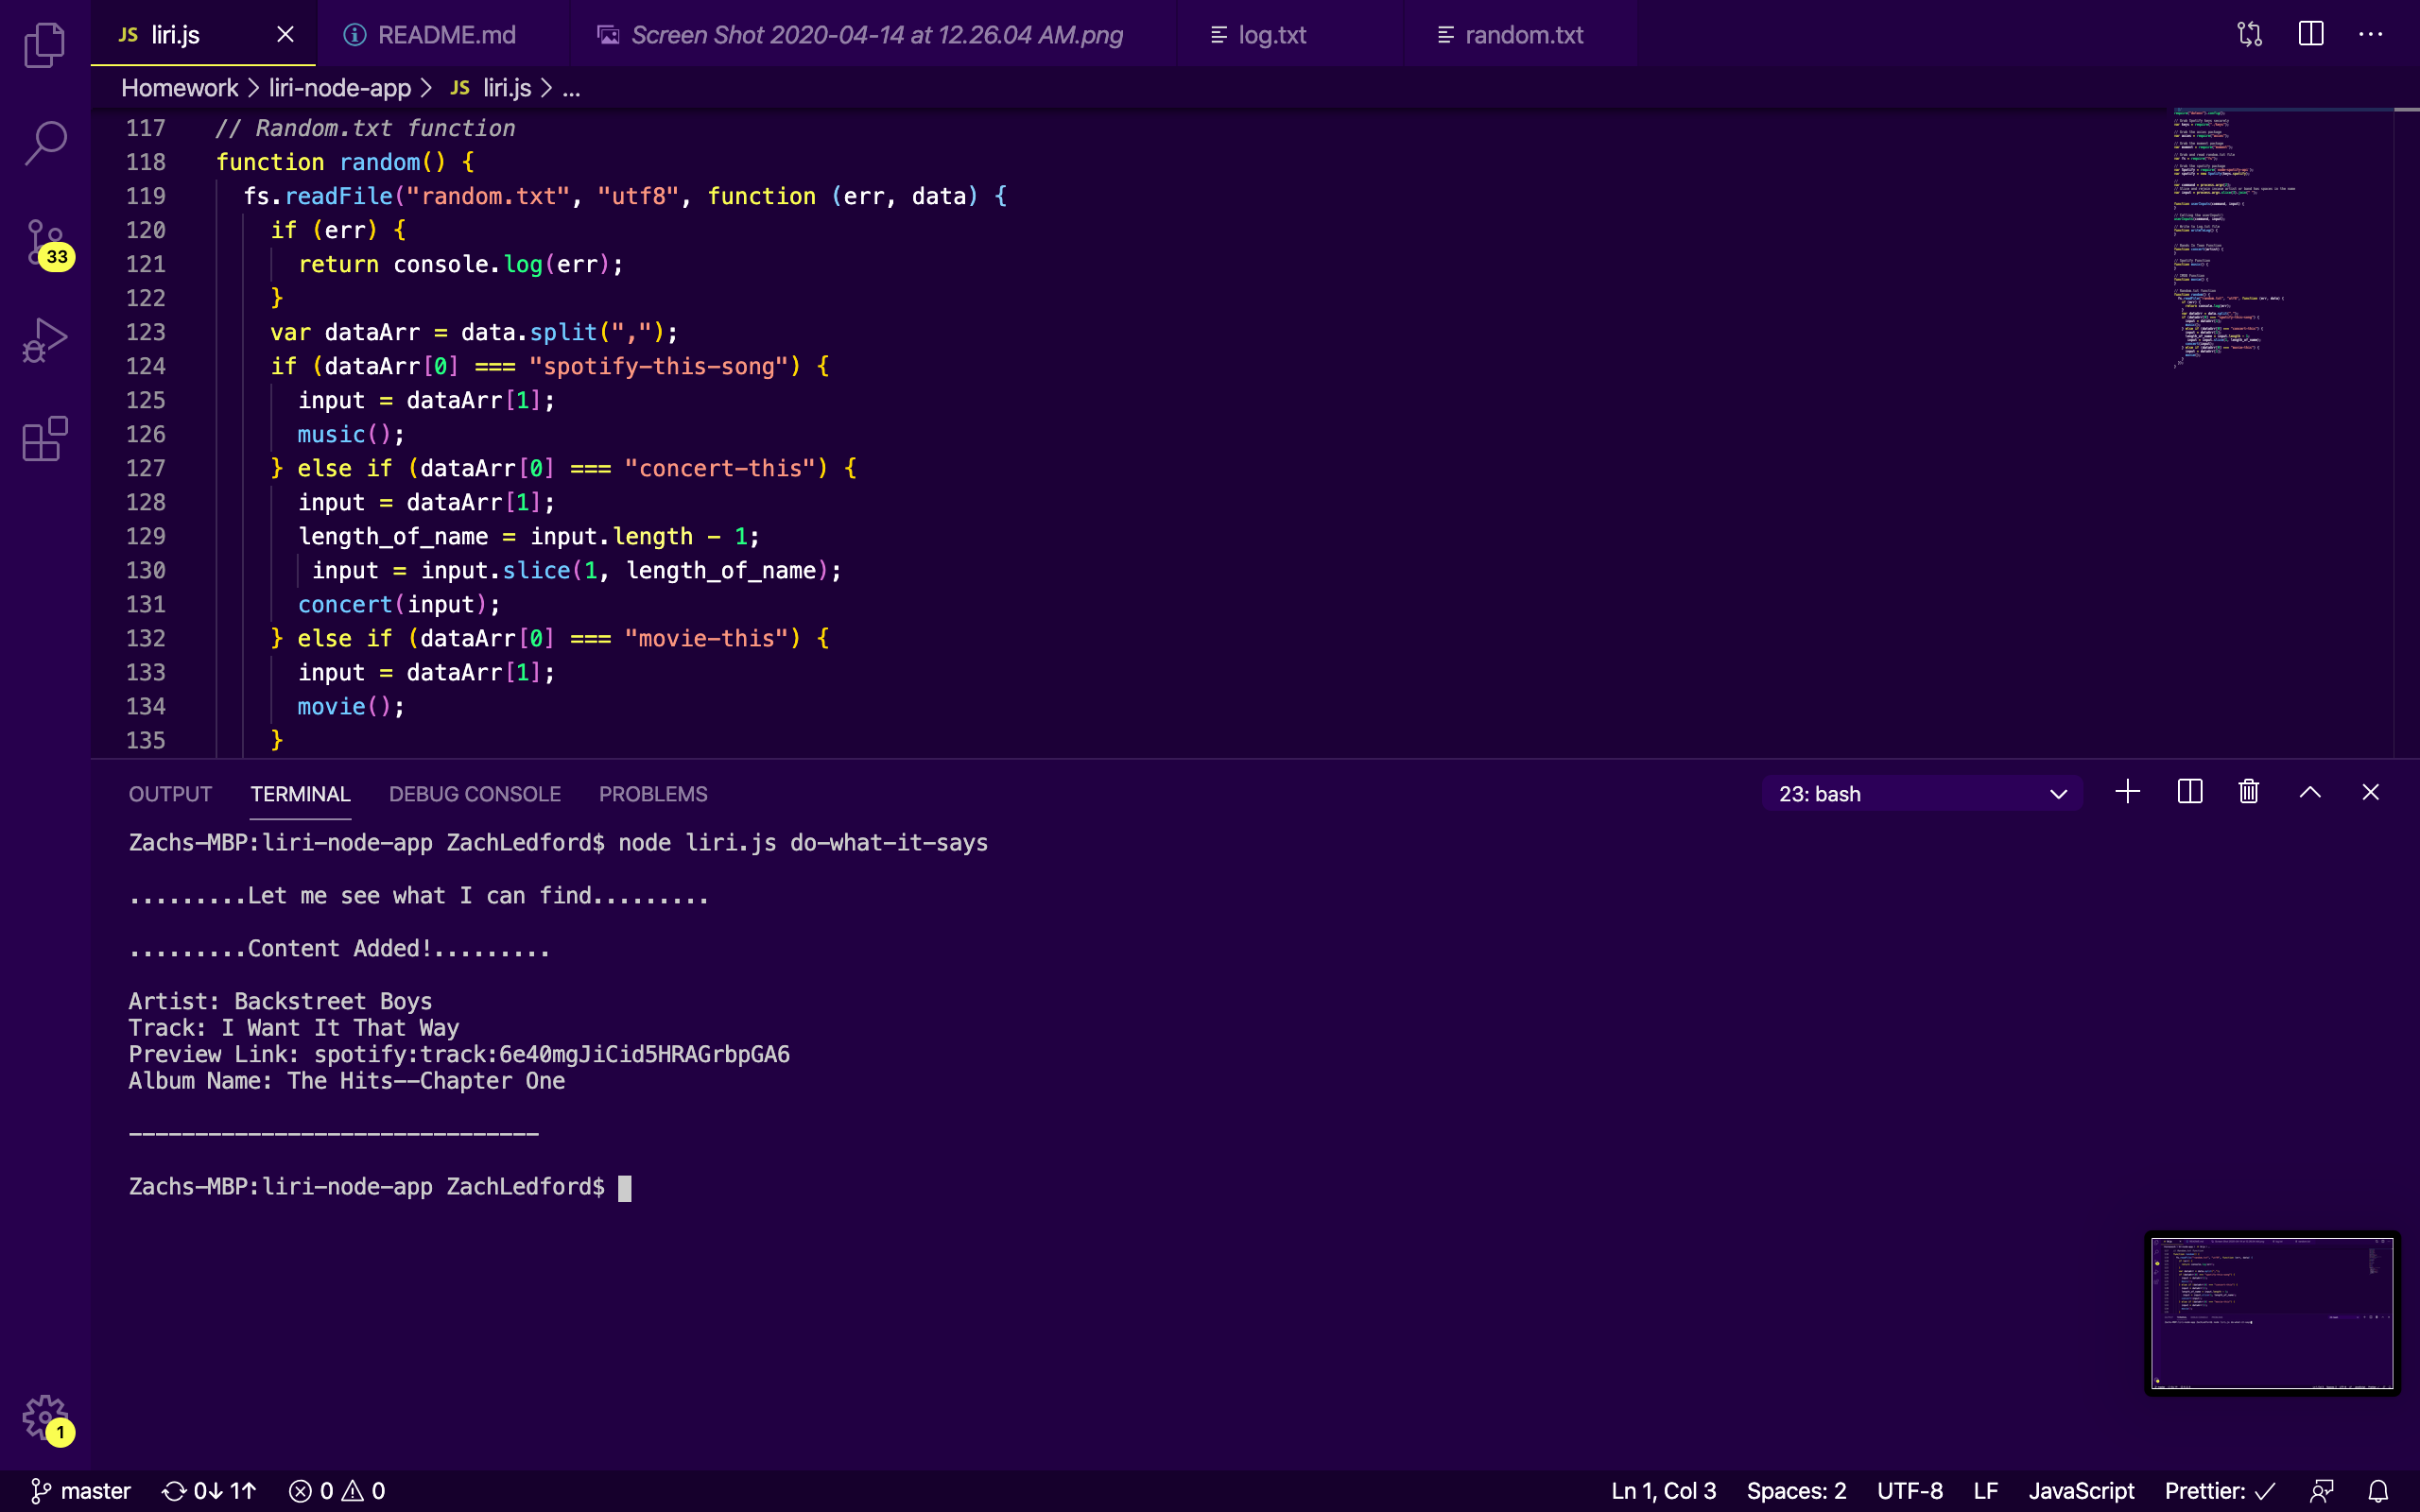 JS liri.js
README.md
Screen Shot 2020-04-14 at 12.26.04 AM.png
log.txt
random.txt
Homework > liri-node-app > JS liri.js > ...
117 // Random.txt function
118 function random() {
119 fs.readFile("random.txt", "utf8", function (err, data) {
120 if (err) {
121 return console.log(err);
122 }
123 var dataArr = data.split(",");
124 if (dataArr[0] === "spotify-this-song") {
125 input = dataArr[1];
126 music();
127 } else if (dataArr[0] === "concert-this") {
128 input = dataArr[1];
129 length_of_name = input.length - 1;
130 input = input.slice(1, length_of_name);
131 concert(input);
132 } else if (dataArr[0] === "movie-this") {
133 input = dataArr[1];
134 movie();
135 }
33
OUTPUT TERMINAL DEBUG CONSOLE PROBLEMS
23: bash
Zachs-MBP:liri-node-app ZachLedford$ node liri.js do-what-it-says
.........Let me see what I can find.........
.........Content Added!.........
Artist: Backstreet Boys
Track: I Want It That Way
Preview Link: spotify:track:6e40mgJiCid5HRAGrbpGA6
Album Name: The Hits--Chapter One
-------------------------------
Zachs-MBP:liri-node-app ZachLedford$
1
master 0↓ 1↑ 0 0
Ln 1, Col 3 Spaces: 2 UTF-8 LF JavaScript Prettier: ✓